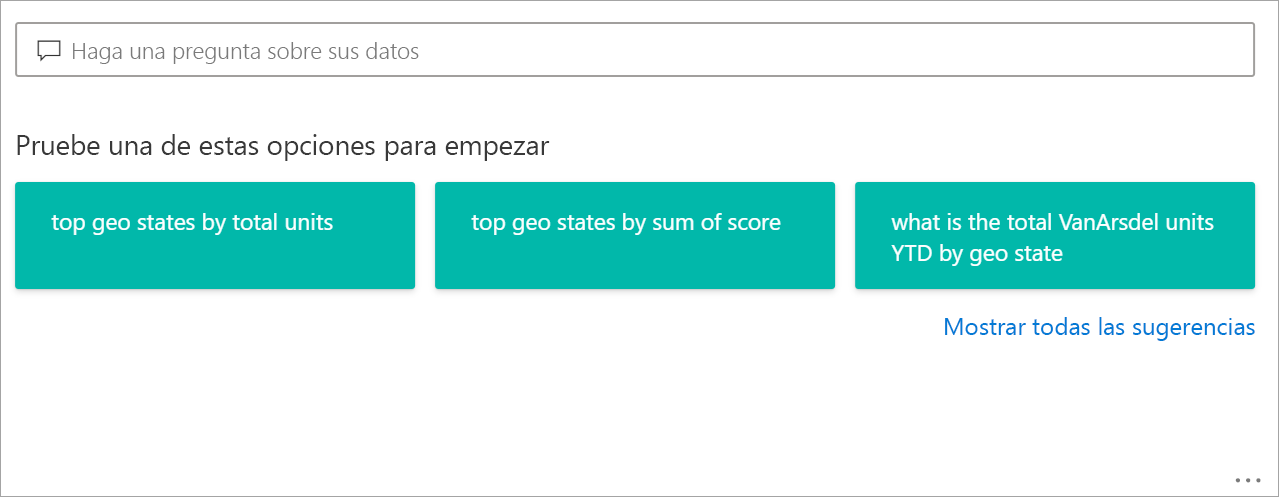 Haga una pregunta sobre sus datos
Pruebe una de estas opciones para empezar
top geo states by total units
top geo states by sum of score
what is the total VanArsdel units
YTD by geo state
Mostrar todas las sugerencias